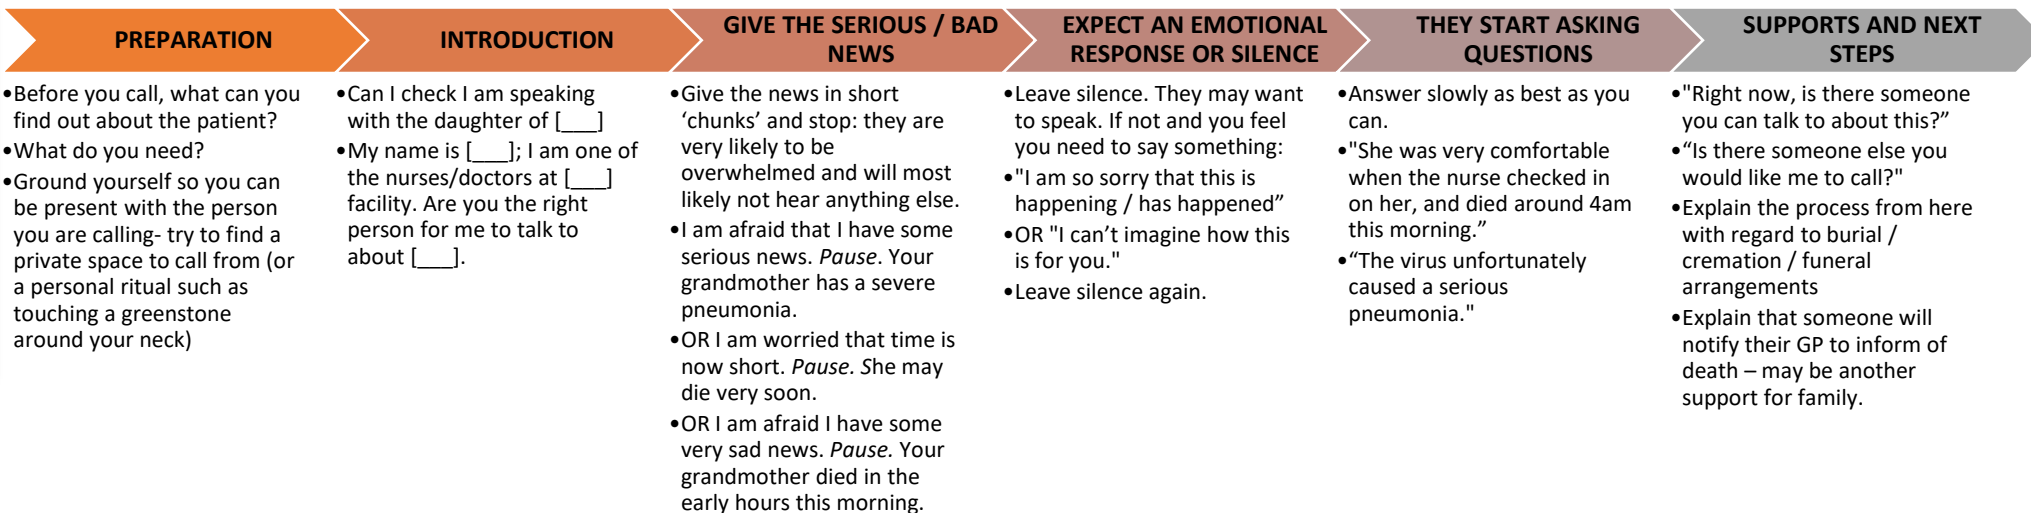 PREPARATION
•Before you call, what can you
find out about the patient?
•What do you need?
•Ground yourself so you can
be present with the person
you are calling- try to find a
private space to call from (or
a personal ritual such as
touching a greenstone
around your neck)
INTRODUCTION
•Can I check I am speaking
with the daughter of [___]
•My name is [___]; I am one of
the nurses/doctors at [___]
facility. Are you the right
person for me to talk to
about [___].
GIVE THE SERIOUS / BAD
NEWS
•Give the news in short
‘chunks’ and stop: they are
very likely to be
overwhelmed and will most
likely not hear anything else.
•I am afraid that I have some
serious news. Pause. Your
grandmother has a severe
pneumonia.
•OR I am worried that time is
now short. Pause. She may
die very soon.
•OR I am afraid I have some
very sad news. Pause. Your
grandmother died in the
early hours this morning.
EXPECT AN EMOTIONAL
RESPONSE OR SILENCE
•Leave silence. They may want
to speak. If not and you feel
you need to say something:
•"I am so sorry that this is
happening / has happened”
•OR "I can’t imagine how this
is for you."
•Leave silence again.
THEY START ASKING
QUESTIONS
•Answer slowly as best as you
can.
•"She was very comfortable
when the nurse checked in
on her, and died around 4am
this morning.”
•“The virus unfortunately
caused a serious
pneumonia."
SUPPORTS AND NEXT
STEPS
•"Right now, is there someone
you can talk to about this?”
•“Is there someone else you
would like me to call?"
•Explain the process from here
with regard to burial /
cremation / funeral
arrangements
•Explain that someone will
notify their GP to inform of
death – may be another
support for family.